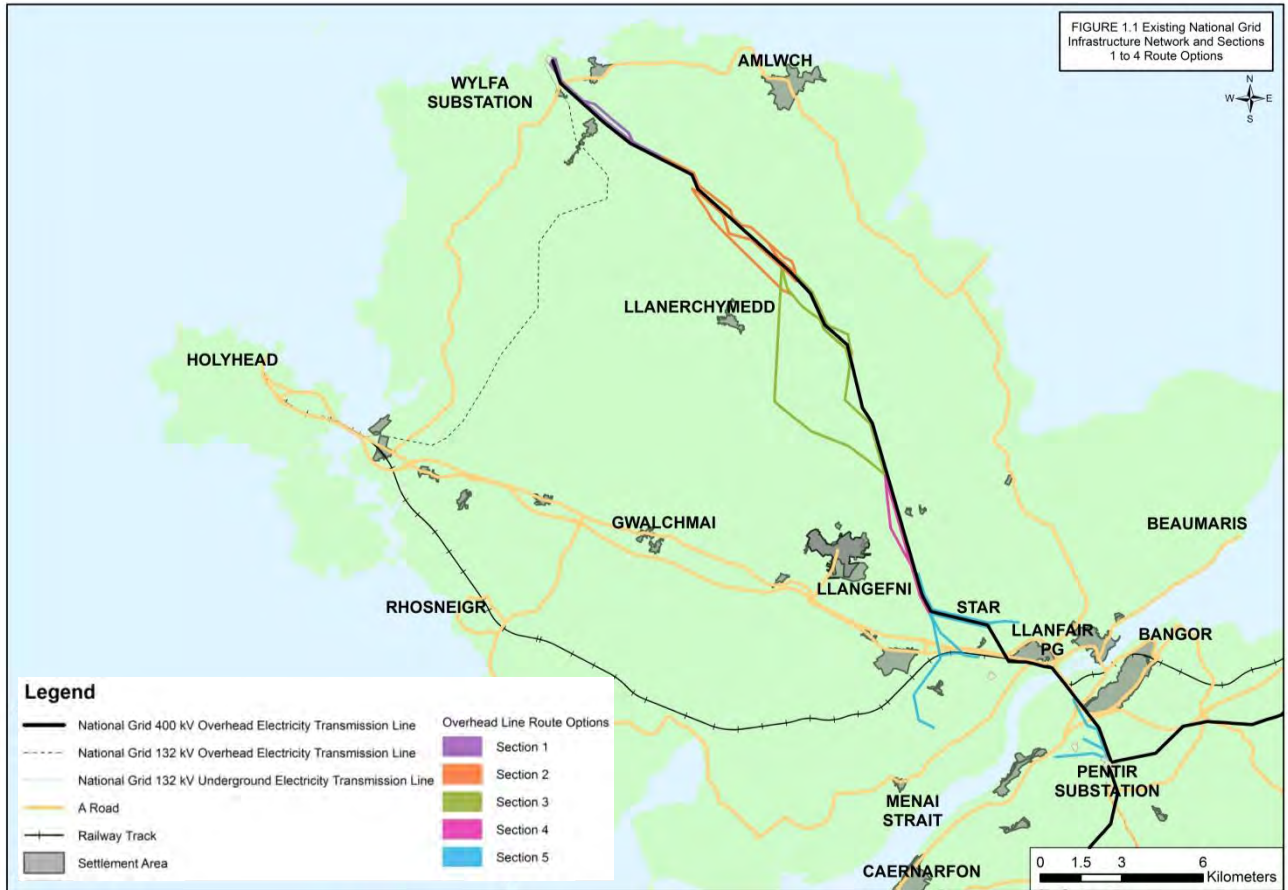 FIGURE 1.1 Existing National Grid
Infrastructure Network and Sections
1 to 4 Route Options
N
W E
S
AMLWCH
WYLFA
SUBSTATION
LLANERCHYMEDD
HOLYHEAD
GWALCHMAI
BEAUMARIS
LLANGEFNI
RHOSNEIGR
STAR
LLANFAIR
PG
BANGOR
PENTIR
SUBSTATION
MENAI
STRAIT
CAERNARFON
Legend
National Grid 400 kV Overhead Electricity Transmission Line
National Grid 132 kV Overhead Electricity Transmission Line
National Grid 132 kV Underground Electricity Transmission Line
A Road
Railway Track
Settlement Area
Overhead Line Route Options
Section 1
Section 2
Section 3
Section 4
Section 5
0 1.5 3 6
Kilometers